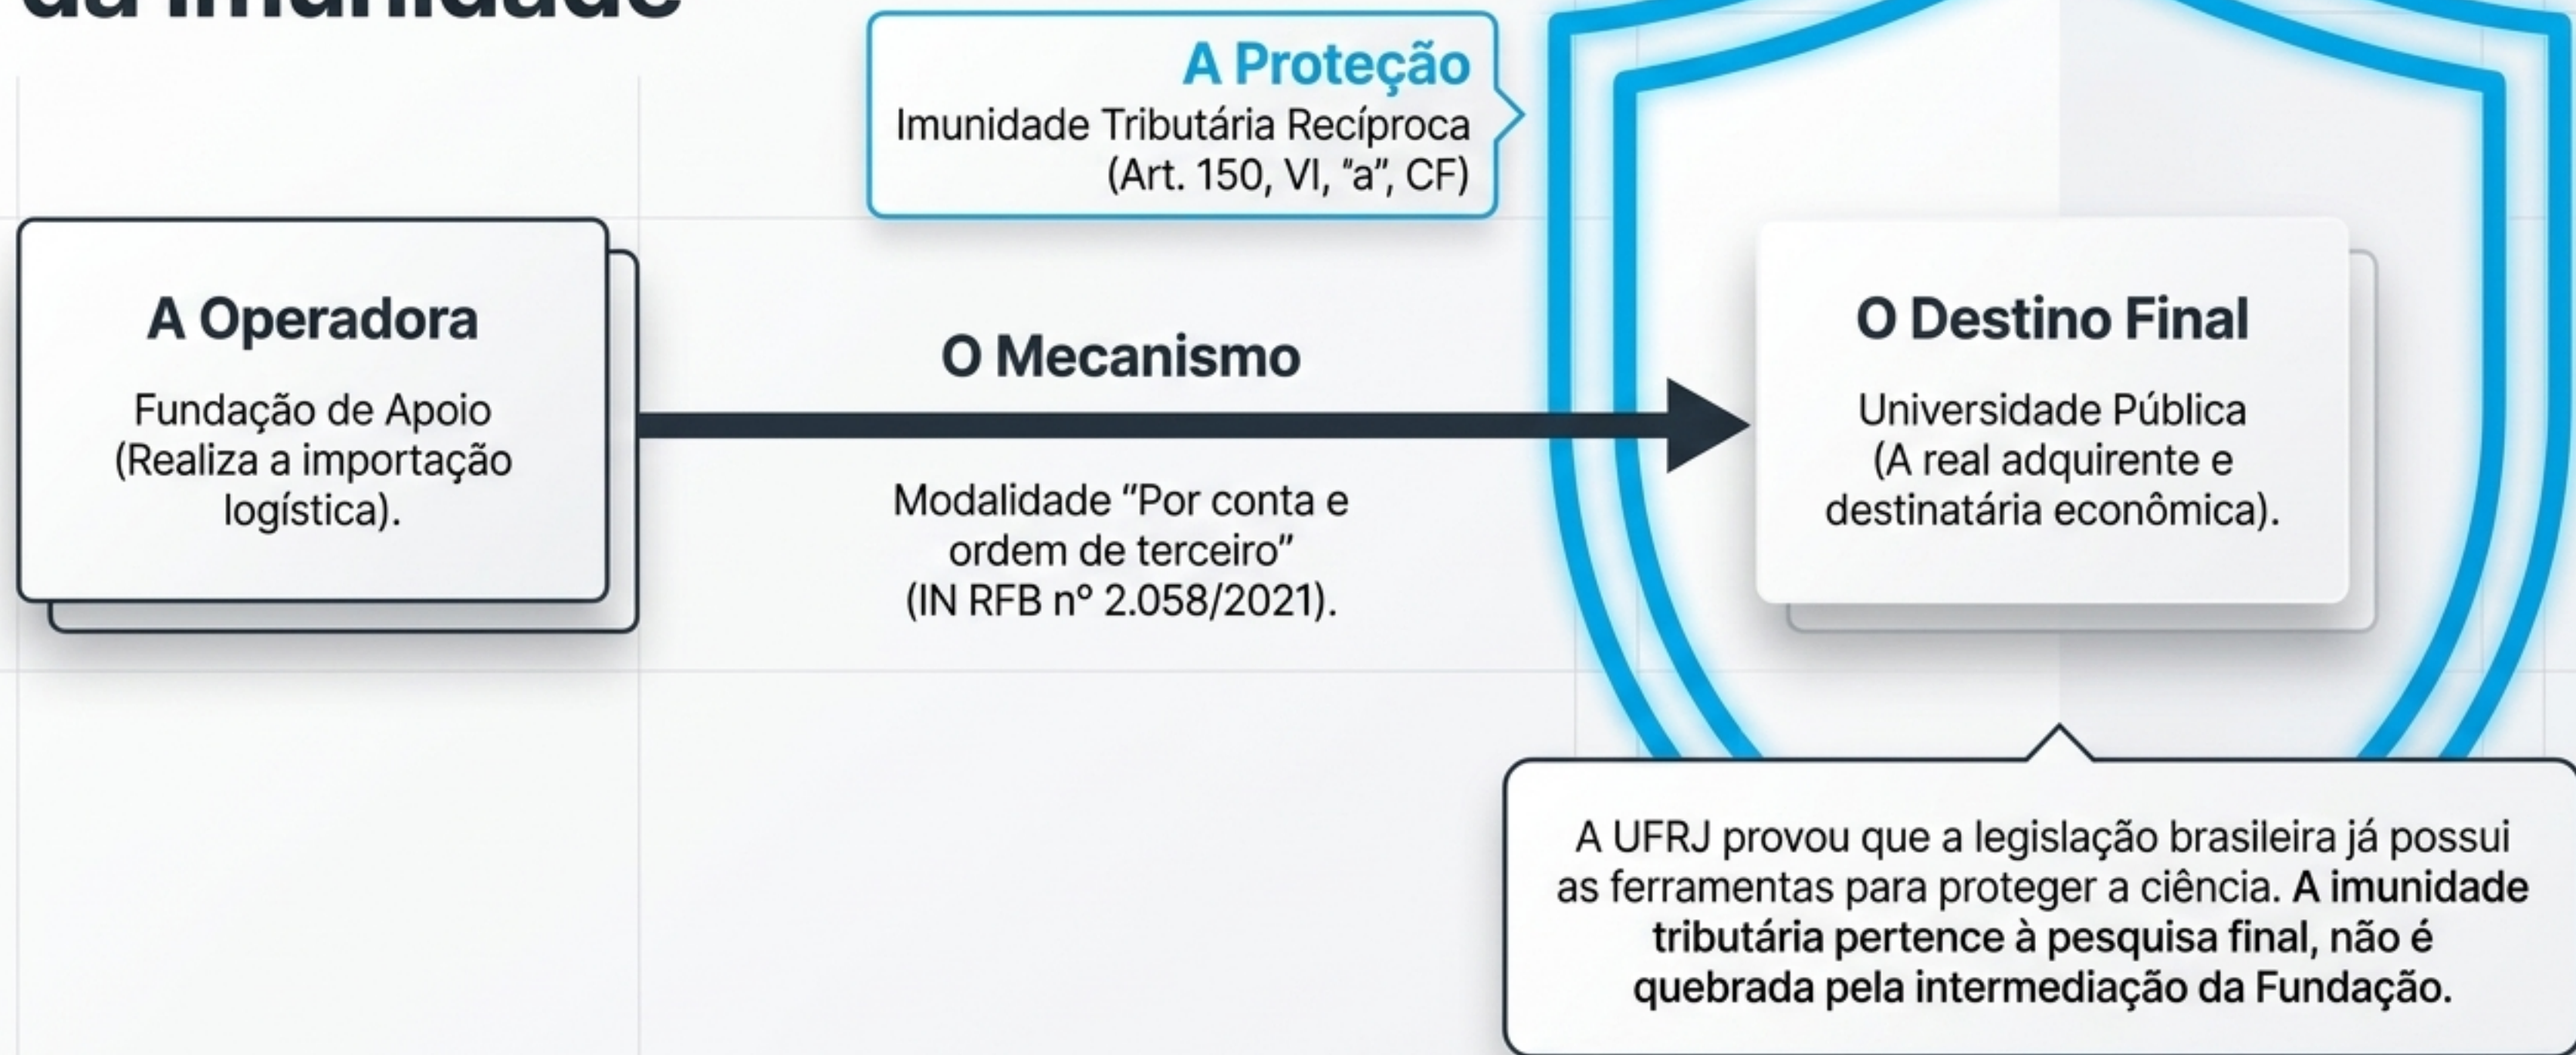 da imunidade
A Proteção
Imunidade Tributária Recíproca
(Art. 150, VI, "a", CF)
A Operadora
Fundação de Apoio
(Realiza a importação
logística).
O Mecanismo
Modalidade "Por conta e
ordem de terceiro"
(IN RFB nº 2.058/2021).
O Destino Final
Universidade Pública
(A real adquirente e
destinatária econômica).
A UFRJ provou que a legislação brasileira já possui
as ferramentas para proteger a ciência. A imunidade
tributária pertence à pesquisa final, não é
quebrada pela intermediação da Fundação.